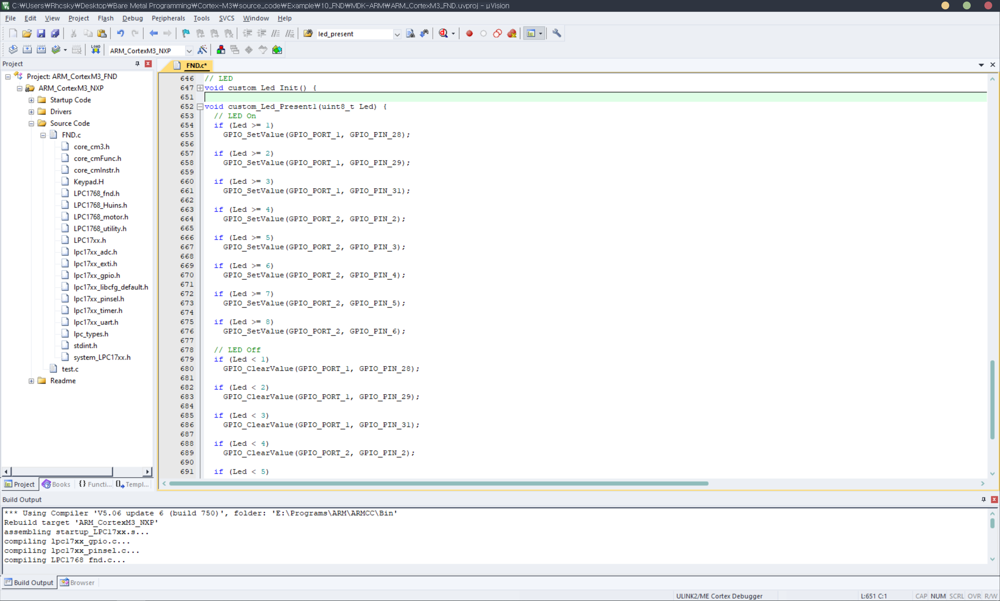 C:₩Users₩Rhcsky₩Desktop₩Bare Metal Programming₩Cortex-M3₩source_code₩Example₩10_FND₩MDK-ARM₩ARM_CortexM3_FND.uvproj - µVision
File Edit View Project Flash Debug Peripherals Tools SVCS Window Help
led_present
LOAD ARM_CortexM3_NXP
Project
Project: ARM_CortexM3_FND
ARM_CortexM3_NXP
Startup Code
Drivers
Source Code
FND.c
core_cm3.h
core_cmFunc.h
core_cmInstr.h
Keypad.H
LPC1768_fnd.h
LPC1768_Huins.h
LPC1768_motor.h
LPC1768_utility.h
LPC17xx.h
lpc17xx_adc.h
lpc17xx_exti.h
lpc17xx_gpio.h
lpc17xx_libcfg_default.h
lpc17xx_pinsel.h
lpc17xx_timer.h
lpc17xx_uart.h
lpc_types.h
stdint.h
system_LPC17xx.h
test.c
Readme
Project Books {} Functi... Templ...
FND.c*
646 // LED
647 void custom_Led_Init() {
651
652 void custom_Led_Present1(uint8_t Led) {
653 // LED On
654 if (Led >= 1)
655 GPIO_SetValue(GPIO_PORT_1, GPIO_PIN_28);
656
657 if (Led >= 2)
658 GPIO_SetValue(GPIO_PORT_1, GPIO_PIN_29);
659
660 if (Led >= 3)
661 GPIO_SetValue(GPIO_PORT_1, GPIO_PIN_31);
662
663 if (Led >= 4)
664 GPIO_SetValue(GPIO_PORT_2, GPIO_PIN_2);
665
666 if (Led >= 5)
667 GPIO_SetValue(GPIO_PORT_2, GPIO_PIN_3);
668
669 if (Led >= 6)
670 GPIO_SetValue(GPIO_PORT_2, GPIO_PIN_4);
671
672 if (Led >= 7)
673 GPIO_SetValue(GPIO_PORT_2, GPIO_PIN_5);
674
675 if (Led >= 8)
676 GPIO_SetValue(GPIO_PORT_2, GPIO_PIN_6);
677
678 // LED Off
679 if (Led < 1)
680 GPIO_ClearValue(GPIO_PORT_1, GPIO_PIN_28);
681
682 if (Led < 2)
683 GPIO_ClearValue(GPIO_PORT_1, GPIO_PIN_29);
684
685 if (Led < 3)
686 GPIO_ClearValue(GPIO_PORT_1, GPIO_PIN_31);
687
688 if (Led < 4)
689 GPIO_ClearValue(GPIO_PORT_2, GPIO_PIN_2);
690
691 if (Led < 5)
Build Output
*** Using Compiler 'V5.06 update 6 (build 750)', folder: 'E:\Programs\ARM\ARMCC\Bin'
Rebuild target 'ARM_CortexM3_NXP'
assembling startup_LPC17xx.s...
compiling lpc17xx_gpio.c...
compiling lpc17xx_pinsel.c...
compiling LPC1768_fnd.c...
Build Output Browser
ULINK2/ME Cortex Debugger L:651 C:1 CAP NUM SCRL OVR R/W